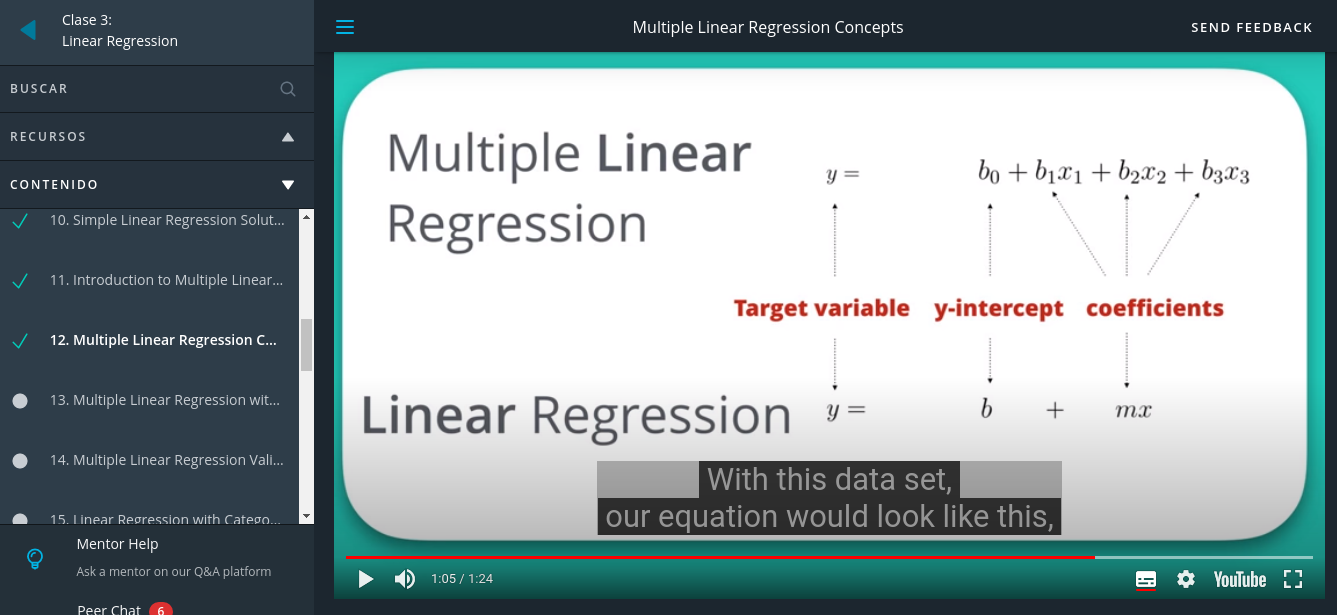 Clase 3:
Linear Regression
BUSCAR
RECURSOS
CONTENIDO
10. Simple Linear Regression Solut...
11. Introduction to Multiple Linear...
12. Multiple Linear Regression C...
13. Multiple Linear Regression wit...
14. Multiple Linear Regression Vali...
15. Linear Regression with Catego...
Mentor Help
Ask a mentor on our Q&A platform
Peer Chat 6
Multiple Linear Regression Concepts
SEND FEEDBACK
Multiple Linear
Regression
y = b₀ + b₁x₁ + b₂x₂ + b₃x₃
Target variable y-intercept coefficients
Linear Regression
y = b + mx
With this data set,
our equation would look like this,
1:05 / 1:24
YouTube